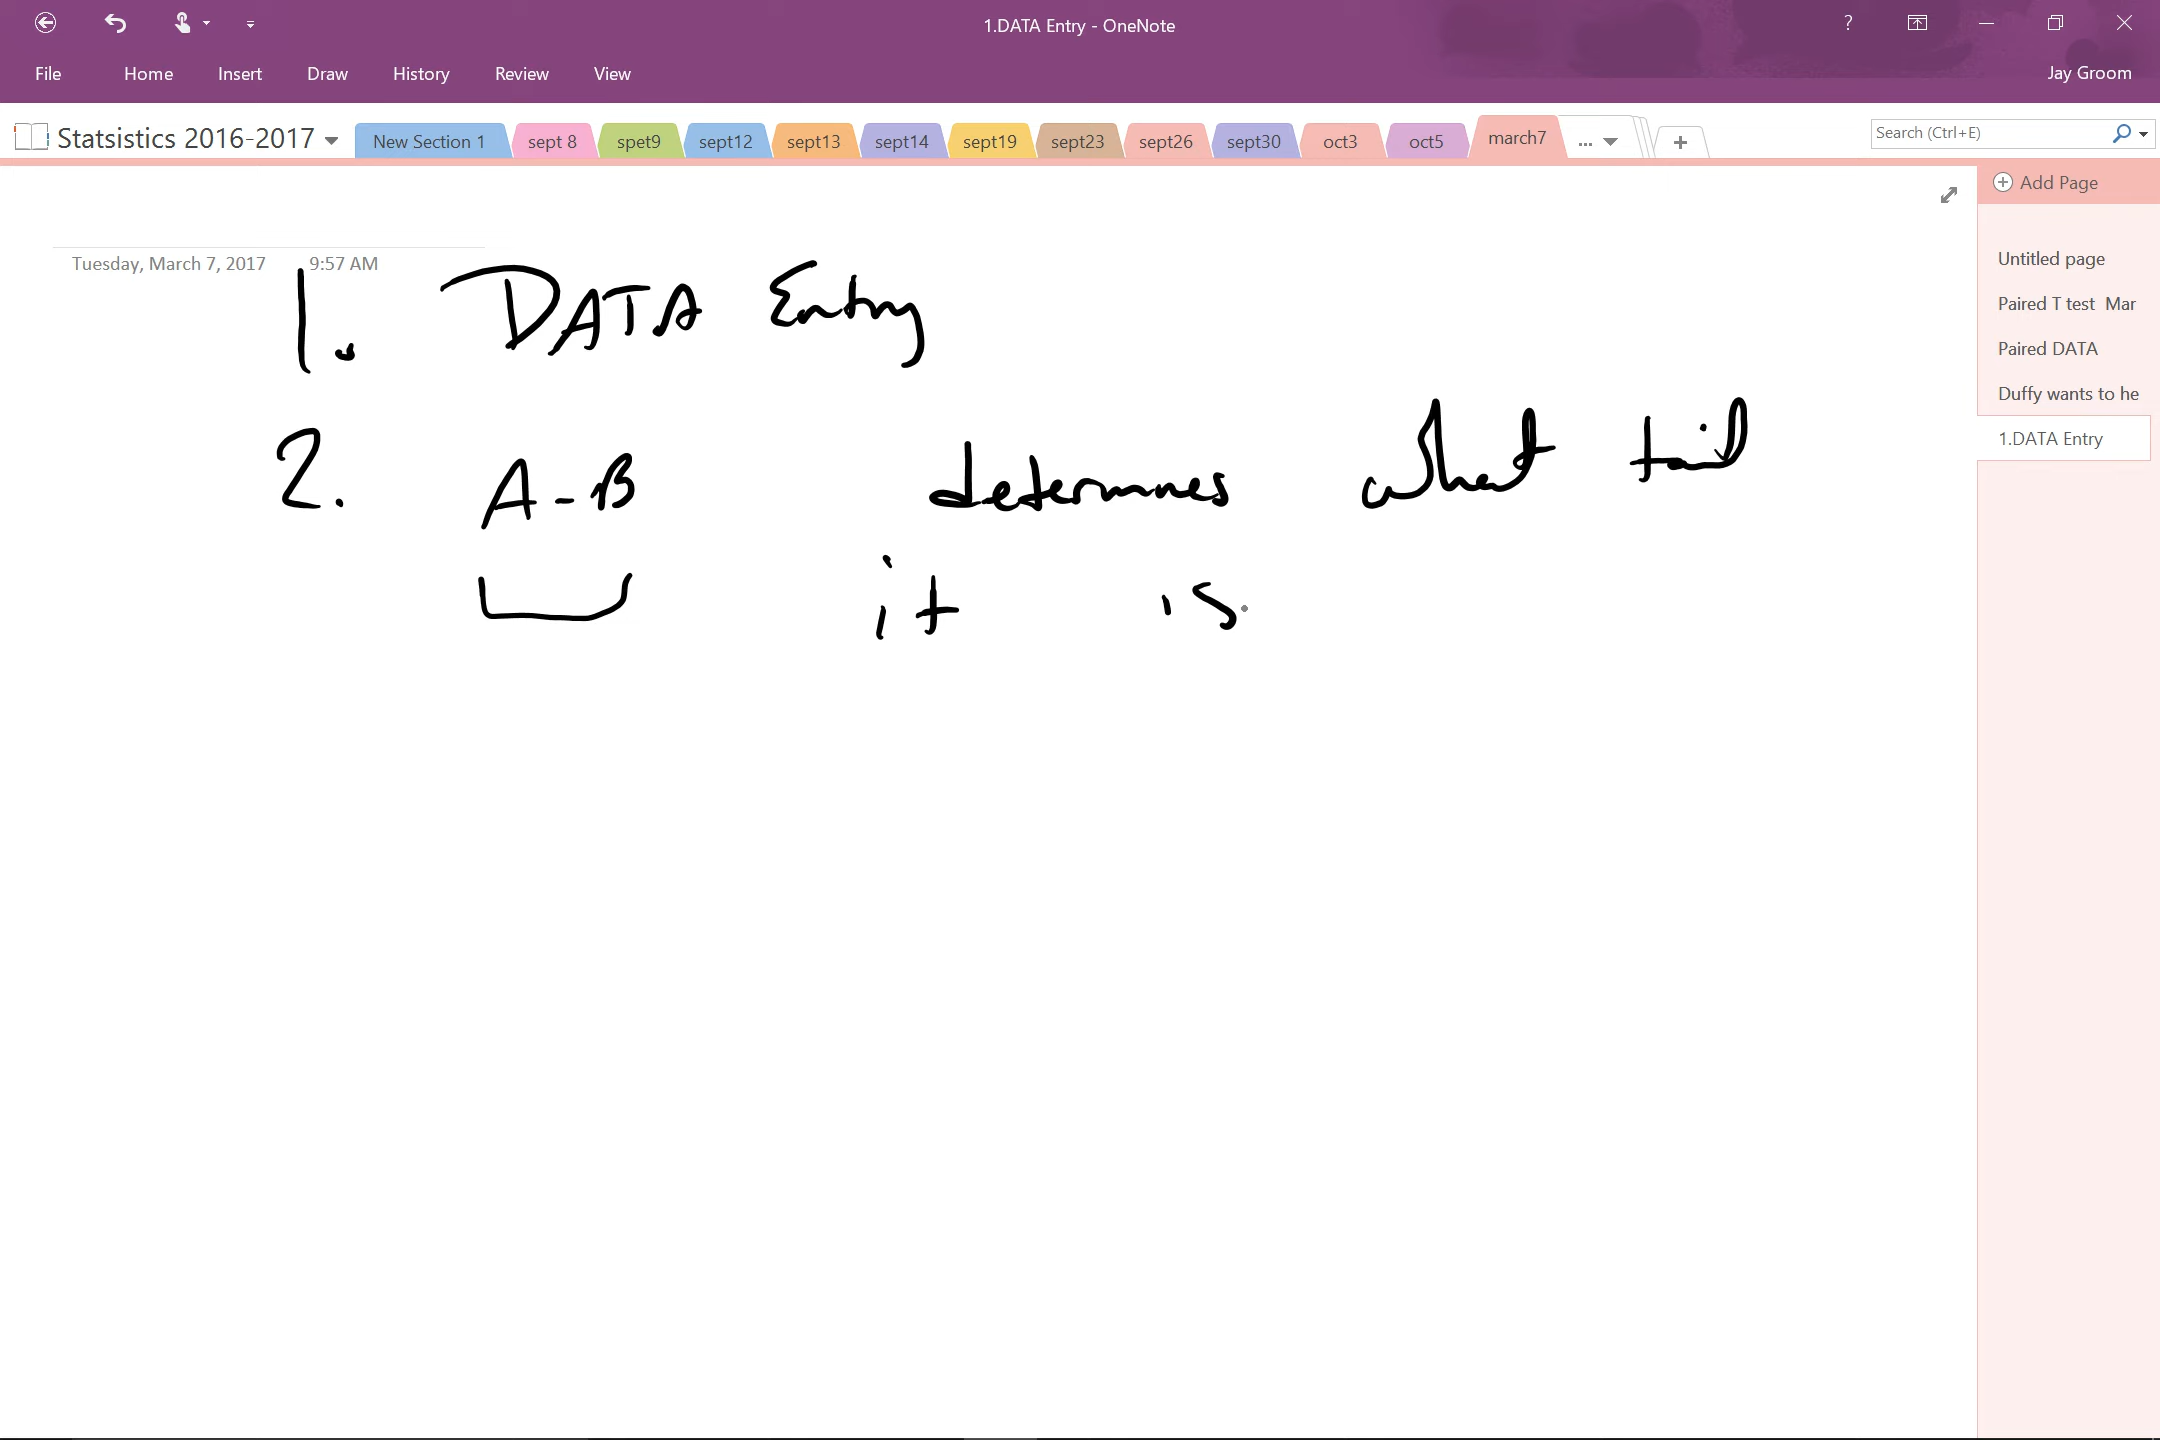 1.DATA Entry - OneNote
?
File Home Insert Draw History Review View
Jay Groom
Statsistics 2016-2017 New Section 1 sept 8 spet9 sept12 sept13 sept14 sept19 sept23 sept26 sept30 oct3 oct5 march7 ... +
Search (Ctrl+E)
Add Page
Untitled page
Paired T test Mar
Paired DATA
Duffy wants to he
1.DATA Entry
Tuesday, March 7, 2017 9:57 AM
1. DATA Entry
2. A-B determnes what tail
it is